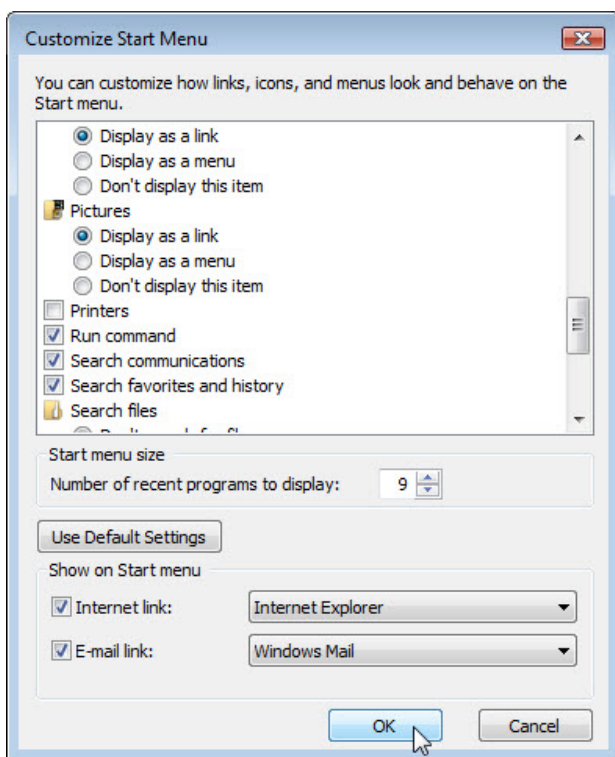 Customize Start Menu
You can customize how links, icons, and menus look and behave on the
Start menu.
Display as a link
Display as a menu
Don't display this item
Pictures
Display as a link
Display as a menu
Don't display this item
Printers
Run command
Search communications
Search favorites and history
Search files
Start menu size
Number of recent programs to display: 9
Use Default Settings
Show on Start menu
Internet link: Internet Explorer
E-mail link: Windows Mail
OK Cancel